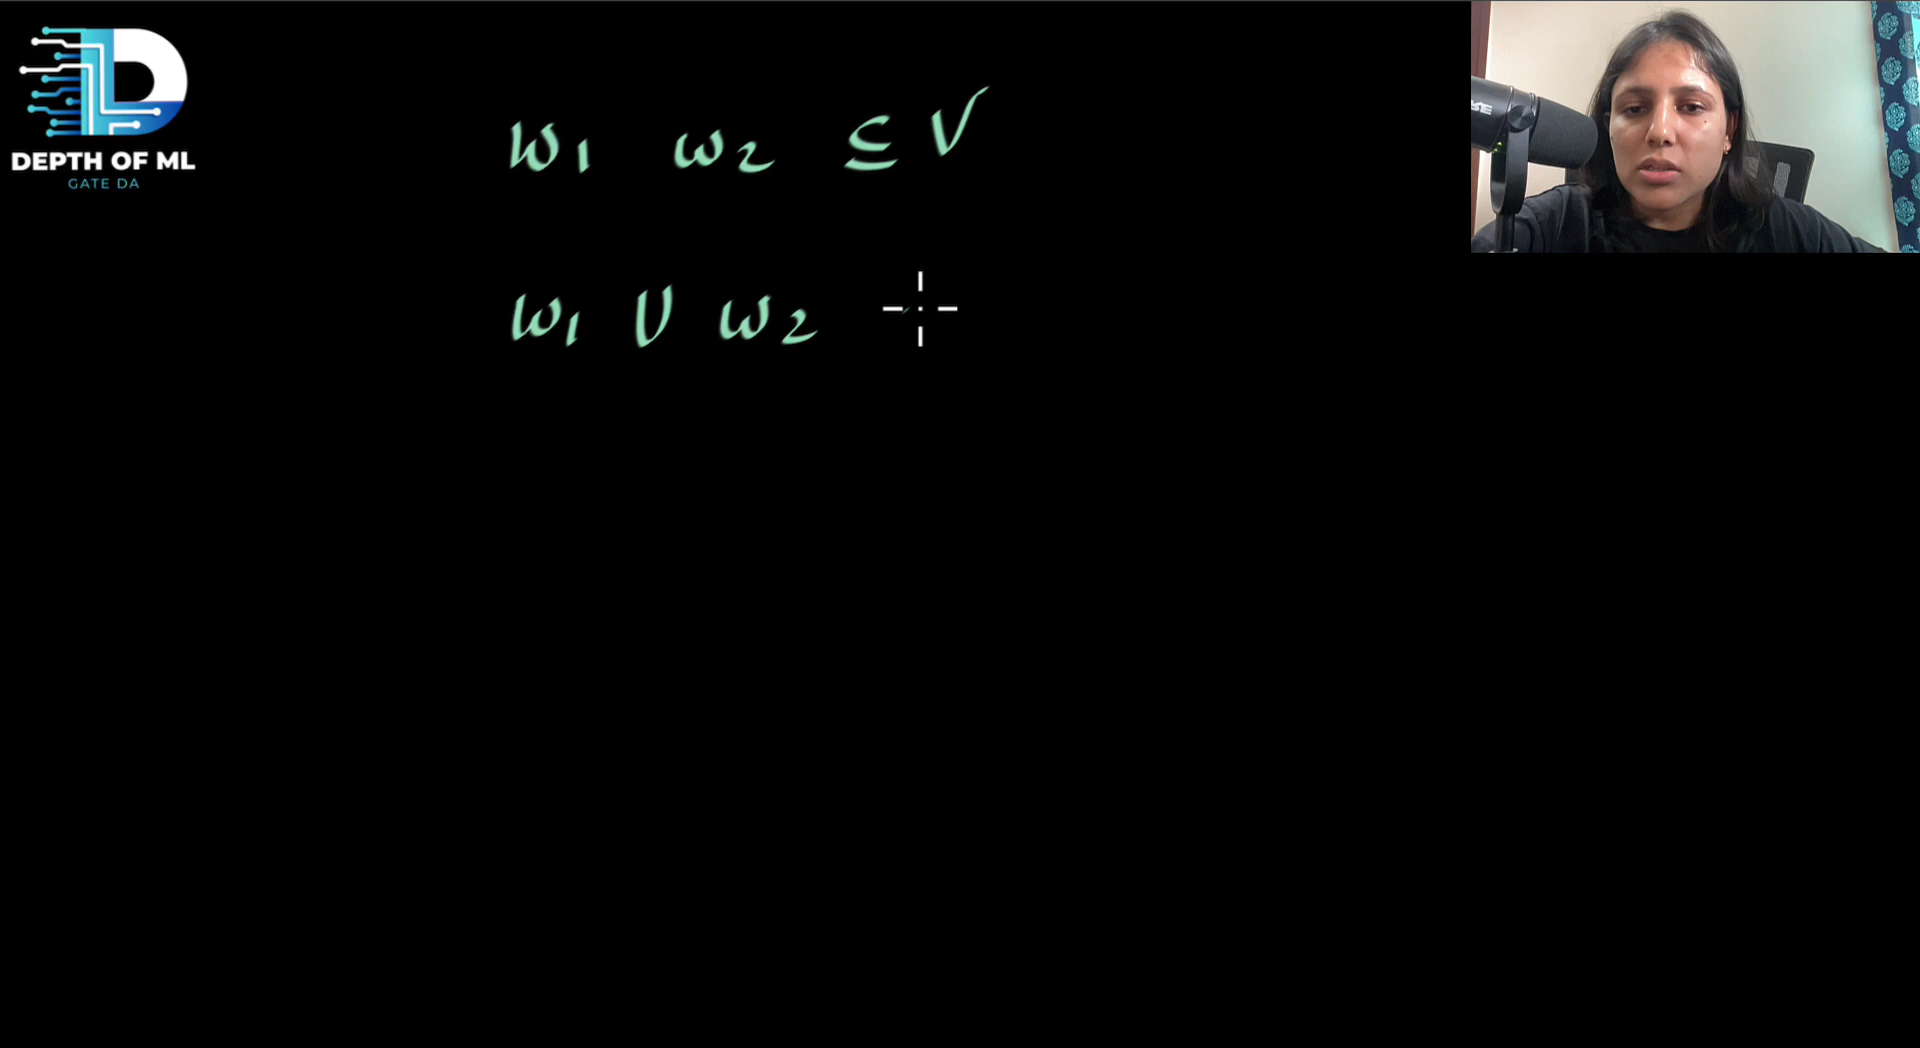 DEPTH OF ML
GATE DA
W1 W2 ⊆ V
W1 ∪ W2